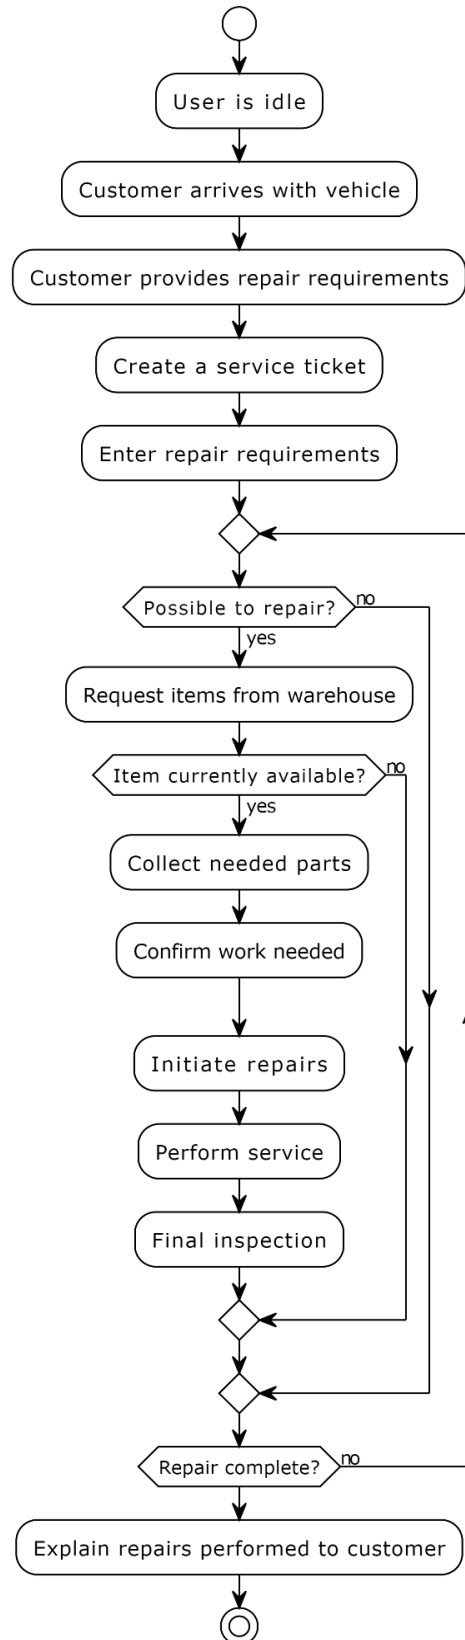 User is idle
Customer arrives with vehicle
Customer provides repair requirements
Create a service ticket
Enter repair requirements
Possible to repair?
no
yes
Request items from warehouse
Item currently available?
no
yes
Collect needed parts
Confirm work needed
Initiate repairs
Perform service
Final inspection
Repair complete?
no
Explain repairs performed to customer